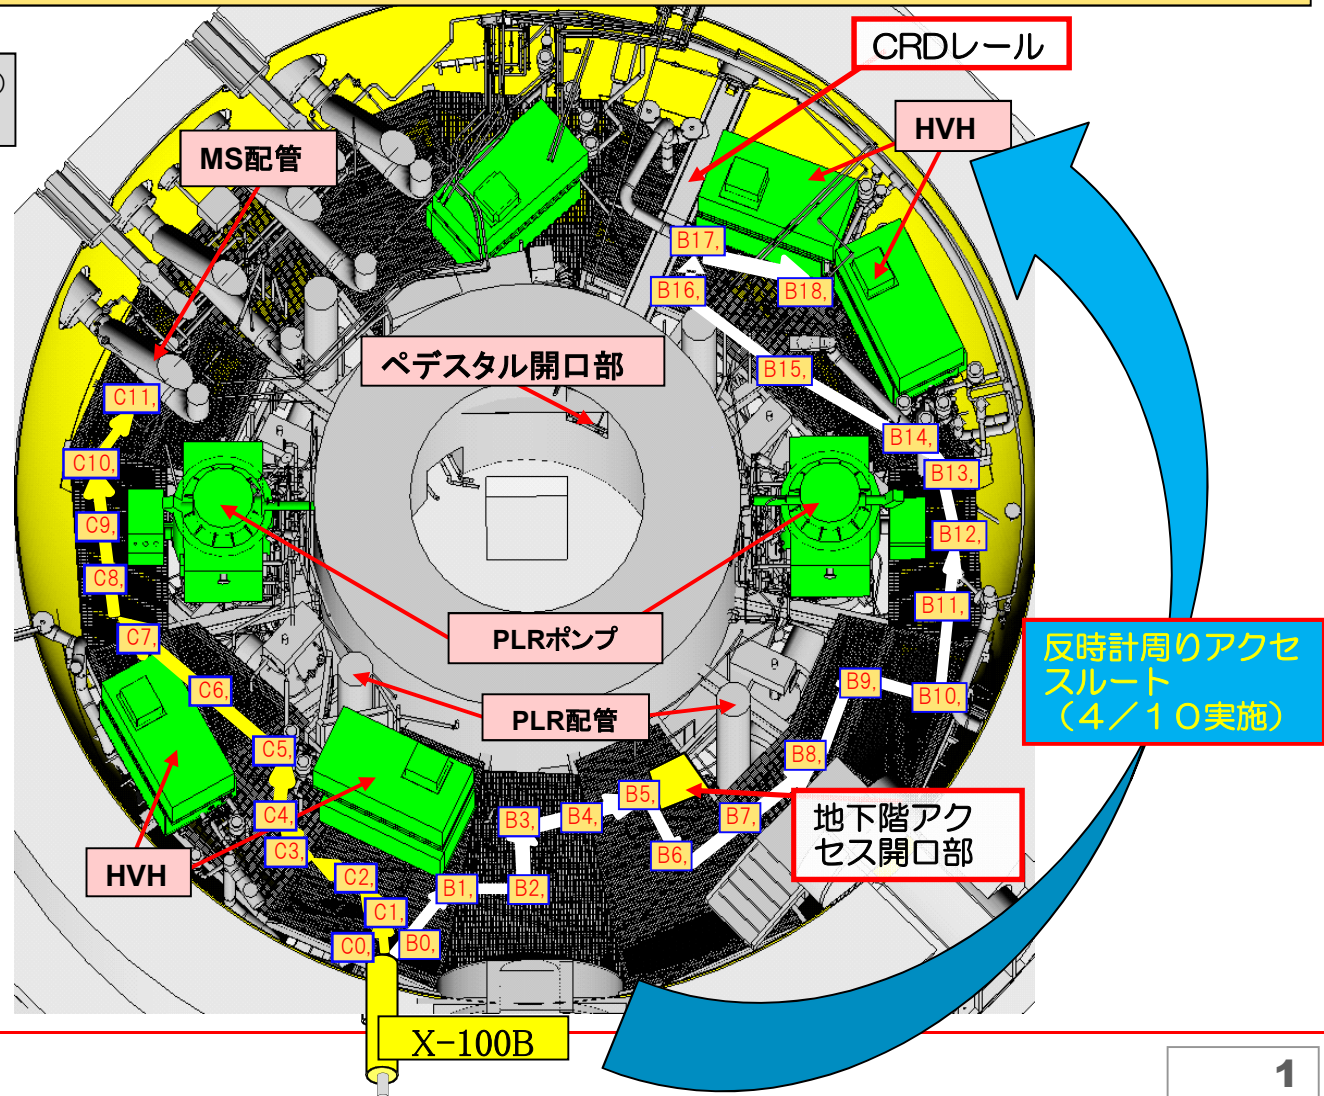 CRDレール
HVH
MS配管
B17,
B16,
B18,
ペデスタル開口部
B15,
C11,
B14,
C10,
B13,
C9,
B12,
C8,
B11,
C7,
PLRポンプ
反時計周りアクセ
スルート
（４／１０実施）
C6,
B9,
B10,
PLR配管
C5,
B8,
B5,
C4,
B3,
B4,
B7,
地下階アク
セス開口部
C3,
B6,
HVH
C2,
B1,
B2,
C1,
C0,
B0,
X-100B
1